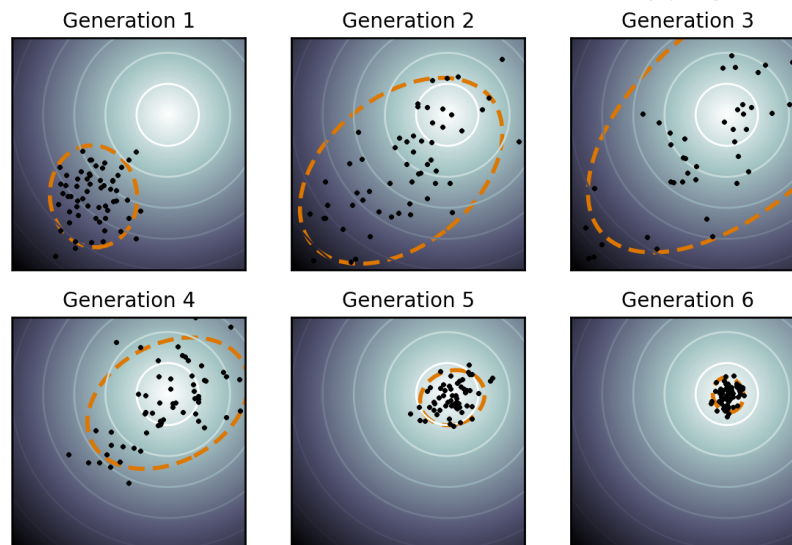 Generation 1
Generation 2
Generation 3
Generation 4
Generation 5
Generation 6